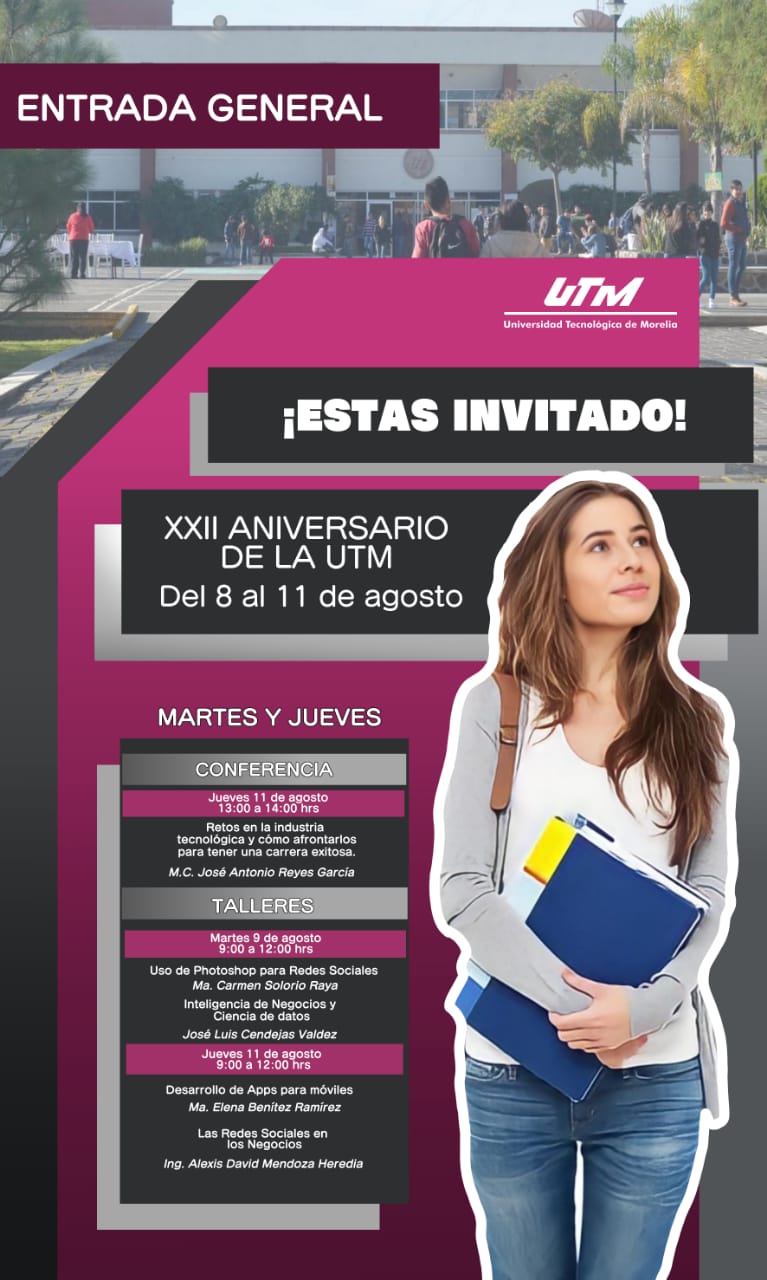 ENTRADA GENERAL
UTM
Universidad Tecnológica de Morelia
¡ESTAS INVITADO!
XXII ANIVERSARIO
DE LA UTM
Del 8 al 11 de agosto
MARTES Y JUEVES
CONFERENCIA
Jueves 11 de agosto
13:00 a 14:00 hrs
Retos en la industria
tecnológica y cómo afrontarlos
para tener una carrera exitosa.
M.C. José Antonio Reyes García
TALLERES
Martes 9 de agosto
9:00 a 12:00 hrs
Uso de Photoshop para Redes Sociales
Ma. Carmen Solorio Raya
Inteligencia de Negocios y
Ciencia de datos
José Luis Cendejas Valdez
Jueves 11 de agosto
9:00 a 12:00 hrs
Desarrollo de Apps para móviles
Ma. Elena Benítez Ramírez
Las Redes Sociales en
los Negocios
Ing. Alexis David Mendoza Heredia